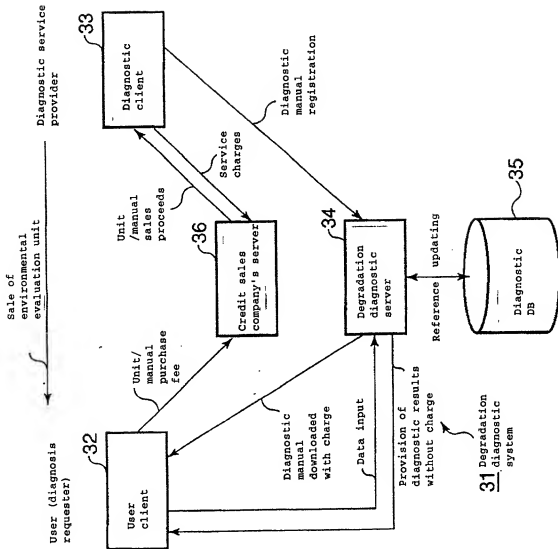 Diagnostic service
provider
33
Diagnostic
client
Diagnostic
manual
registration
Service
charges
Unit
/manual
sales
proceeds
Sale of
environmental
evaluation unit
36
Credit sales
company's server
34
Degradation
diagnostic
server
Reference updating
35
Diagnostic
DB
Unit/
manual
purchase
fee
User (diagnosis
requester)
32
User
client
Diagnostic
manual
downloaded
with charge
Data input
Provision of
diagnostic results
without charge
31 Degradation
diagnostic
system